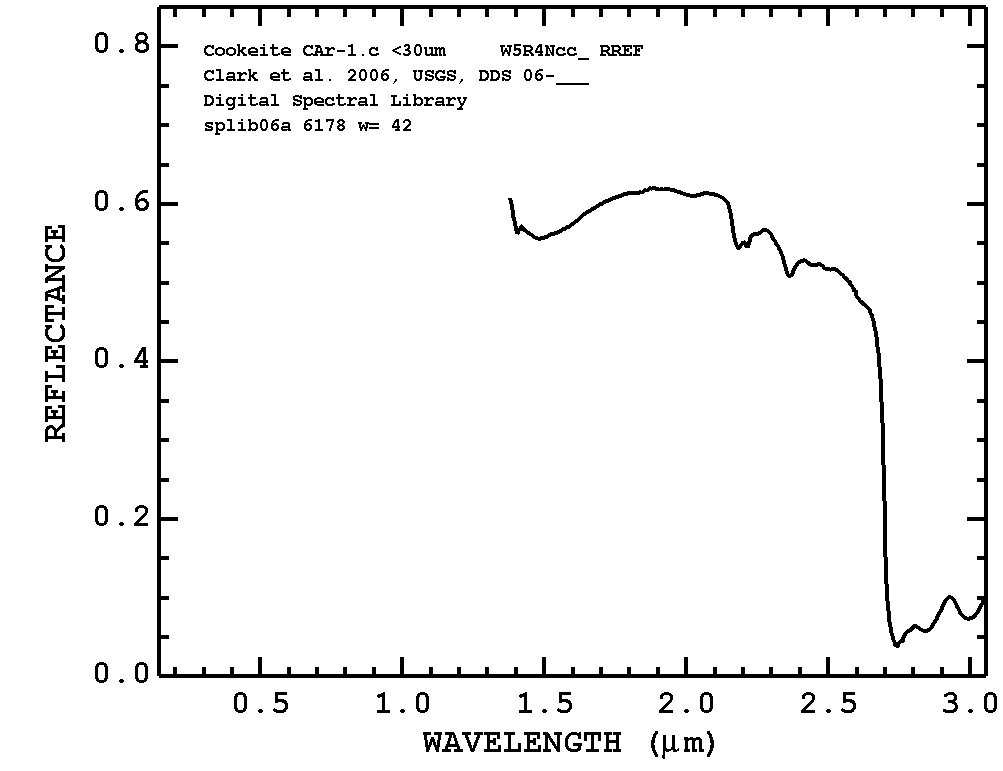 Cookeite CAr-1.c <30um W5R4Ncc_ RREF
Clark et al. 2006, USGS, DDS 06-___
Digital Spectral Library
splib06a 6178 w= 42
REFLECTANCE
0.8
0.6
0.4
0.2
0.0
0.5 1.0 1.5 2.0 2.5 3.0
WAVELENGTH (μm)